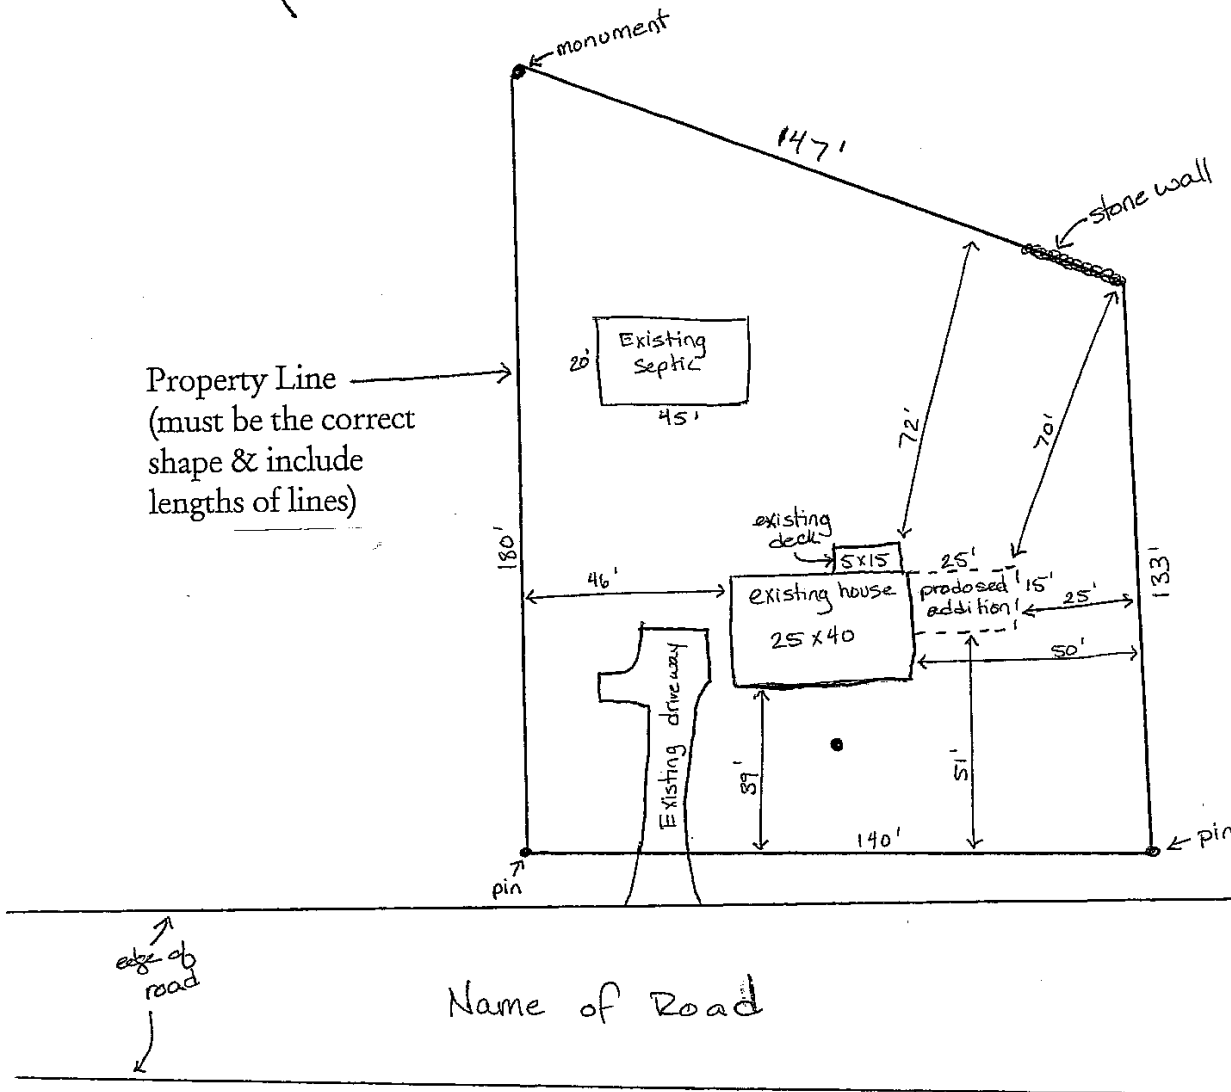 monument
147'
stone wall
Existing
septic
20'
45'
Property Line
(must be the correct
shape & include
lengths of lines)
72'
70'
180'
133'
existing
deck
5x15
46'
25'
existing house
25 x 40
prodosed
addition
15'
25'
50'
Existing driveway
39'
51'
140'
pin
pin
edge of
road
Name of Road